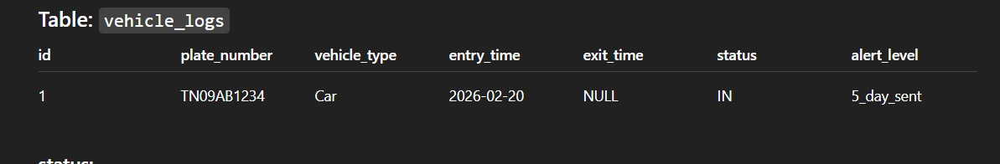 Table: vehicle_logs
id plate_number vehicle_type entry_time exit_time status alert_level
1 TN09AB1234 Car 2026-02-20 NULL IN 5_day_sent
status: